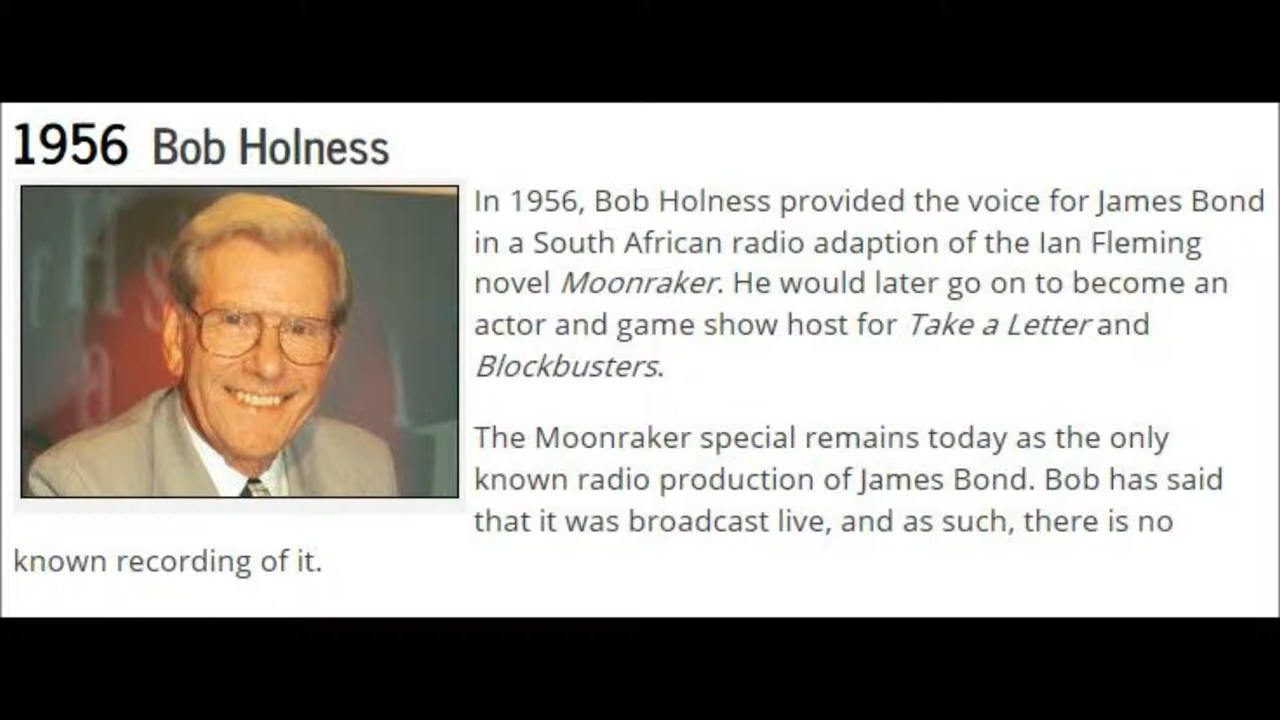 1956 Bob Holness
In 1956, Bob Holness provided the voice for James Bond
in a South African radio adaption of the Ian Fleming
novel Moonraker. He would later go on to become an
actor and game show host for Take a Letter and
Blockbusters.
The Moonraker special remains today as the only
known radio production of James Bond. Bob has said
that it was broadcast live, and as such, there is no
known recording of it.